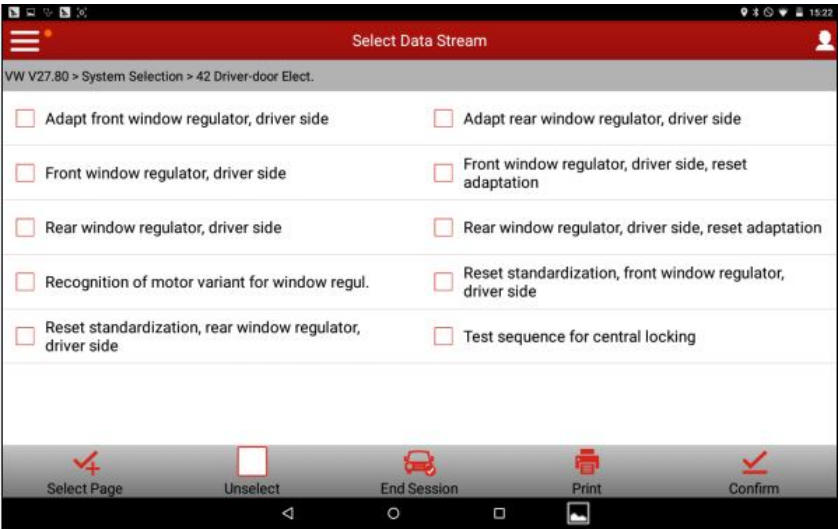 15:22
Select Data Stream
VW V27.80 > System Selection > 42 Driver-door Elect.
Adapt front window regulator, driver side
Adapt rear window regulator, driver side
Front window regulator, driver side
Front window regulator, driver side, reset
adaptation
Rear window regulator, driver side
Rear window regulator, driver side, reset adaptation
Recognition of motor variant for window regul.
Reset standardization, front window regulator,
driver side
Reset standardization, rear window regulator,
driver side
Test sequence for central locking
Select Page
Unselect
End Session
Print
Confirm